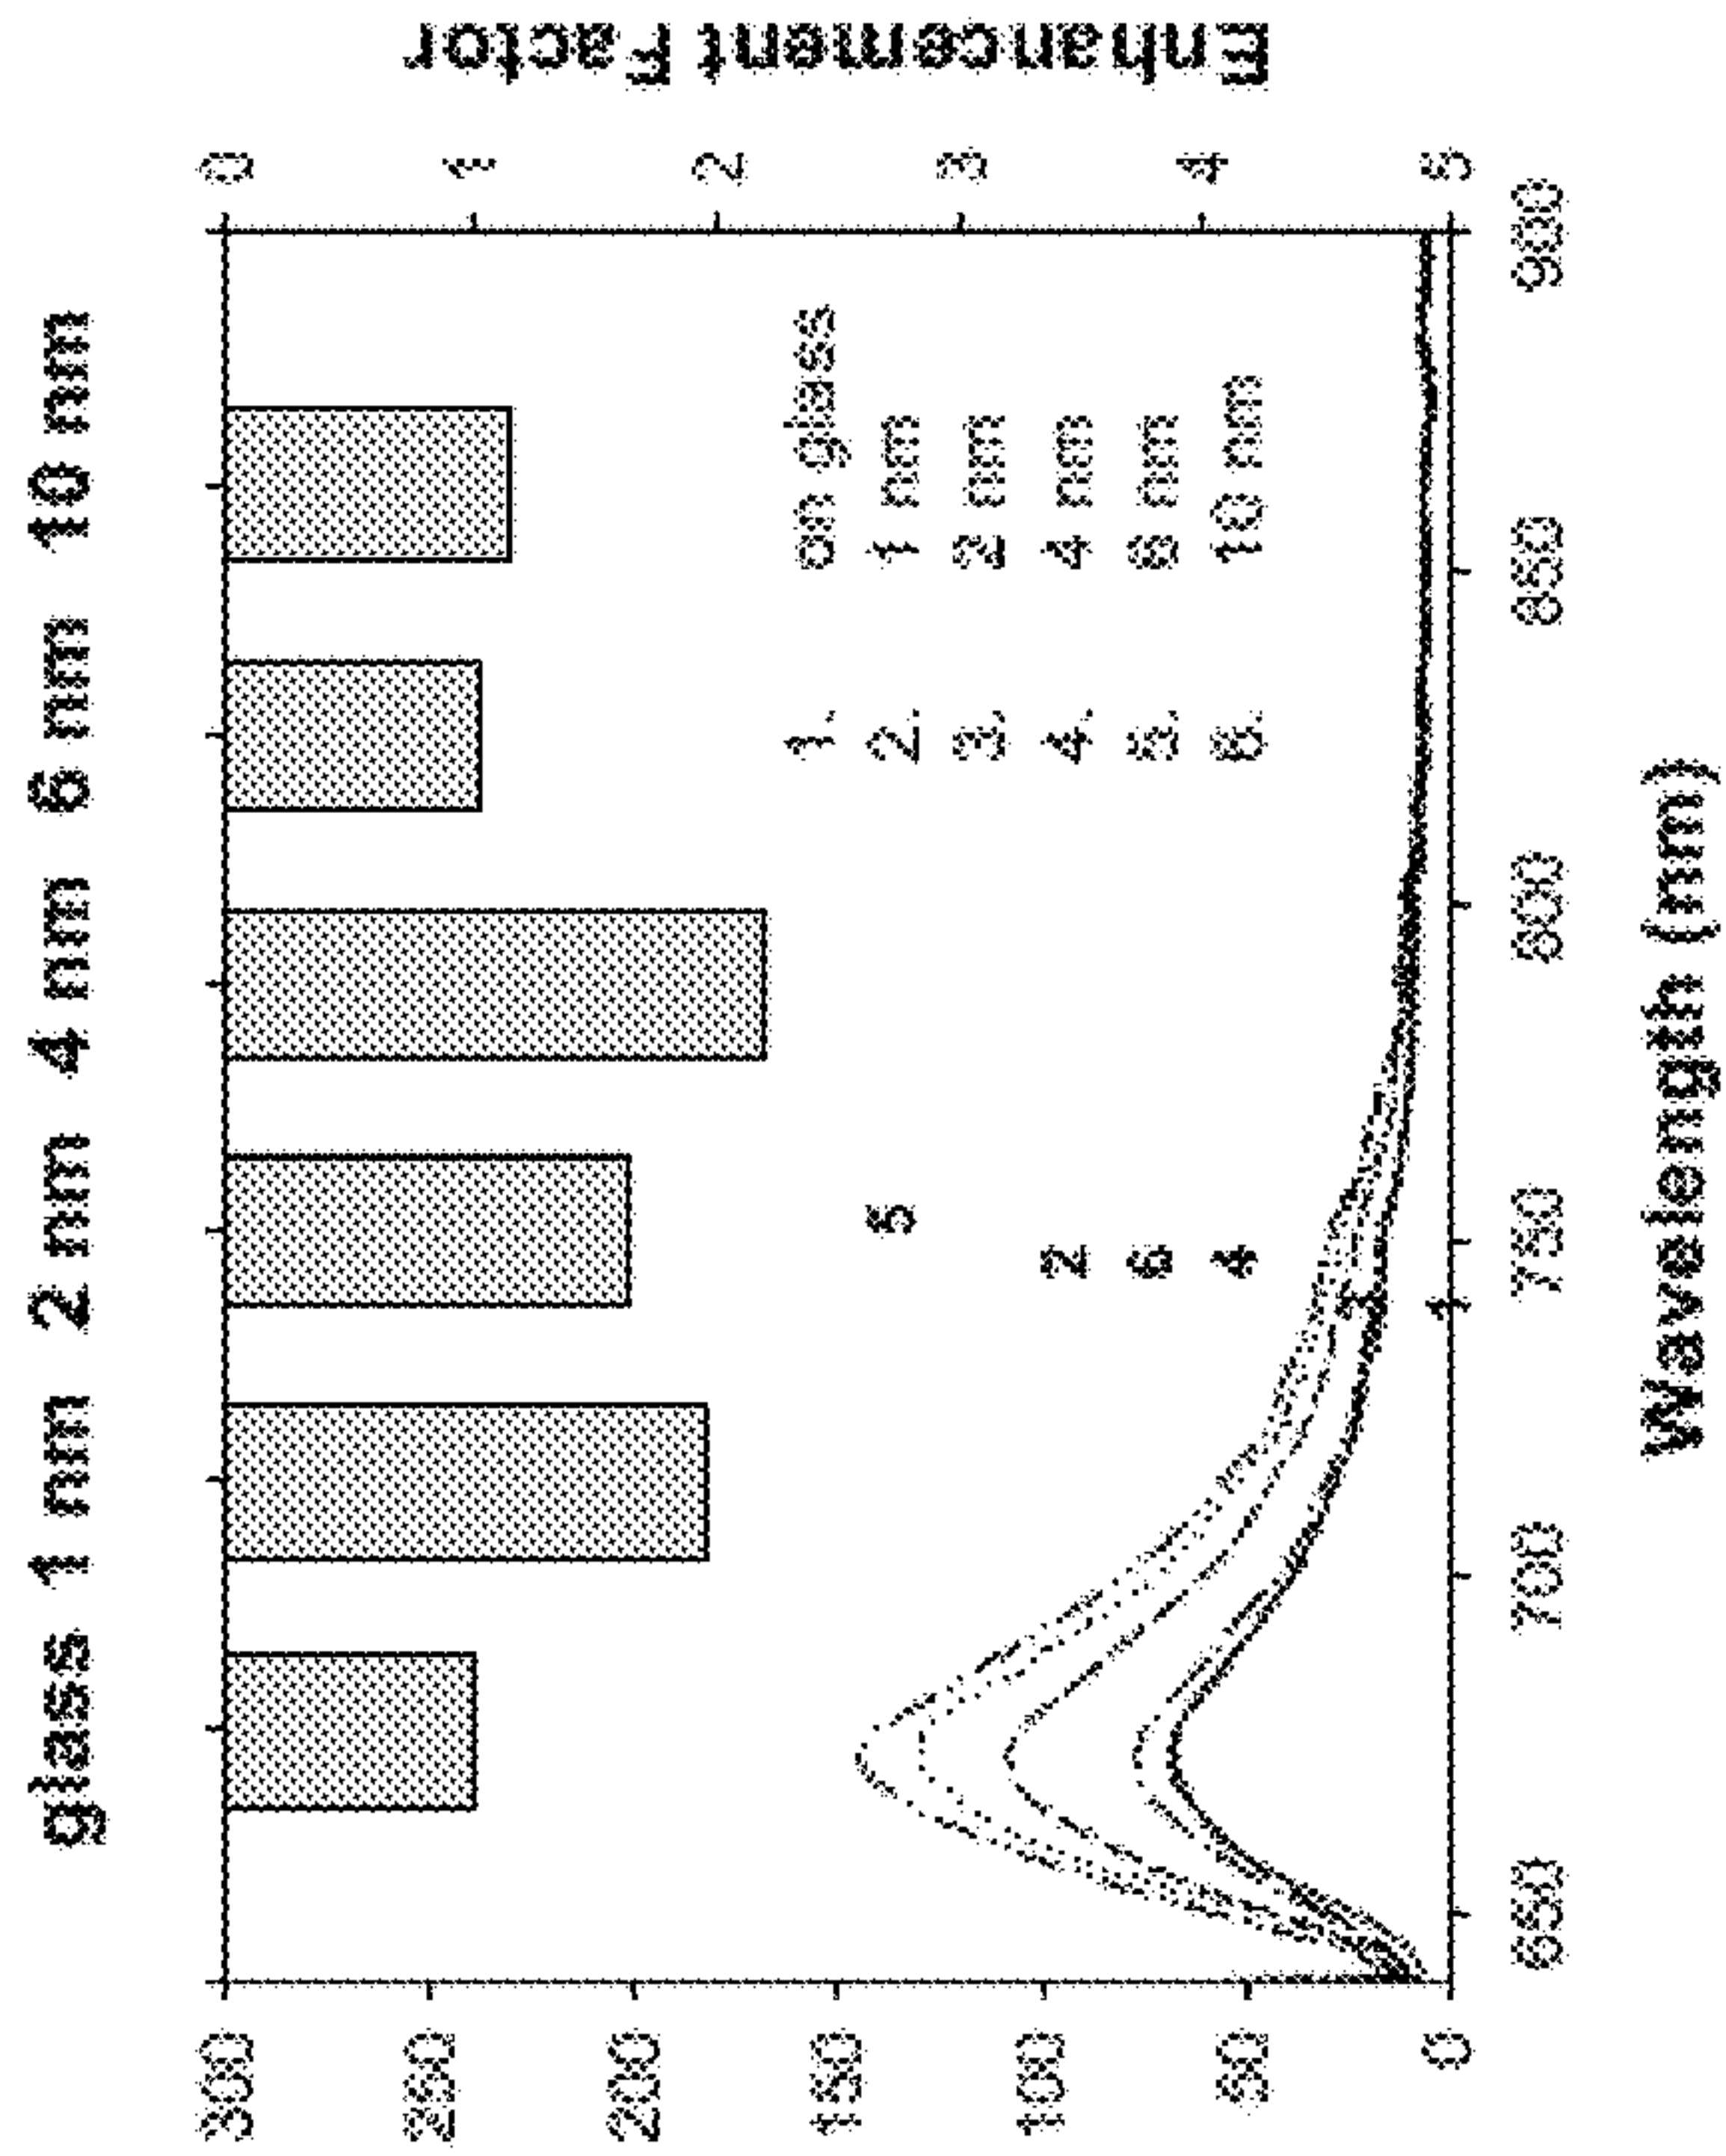 glass 1 nm 2 nm 4 nm 6 nm 10 nm
300
250
200
150
100
50
0
0
1
2
3
4
5
Enhancement Factor
1. on glass
2. 1 nm
3. 2 nm
4. 4 nm
5. 6 nm
6. 10 nm
5
2
6
4
3
1
650 700 750 800 850 900
Wavelength (nm)